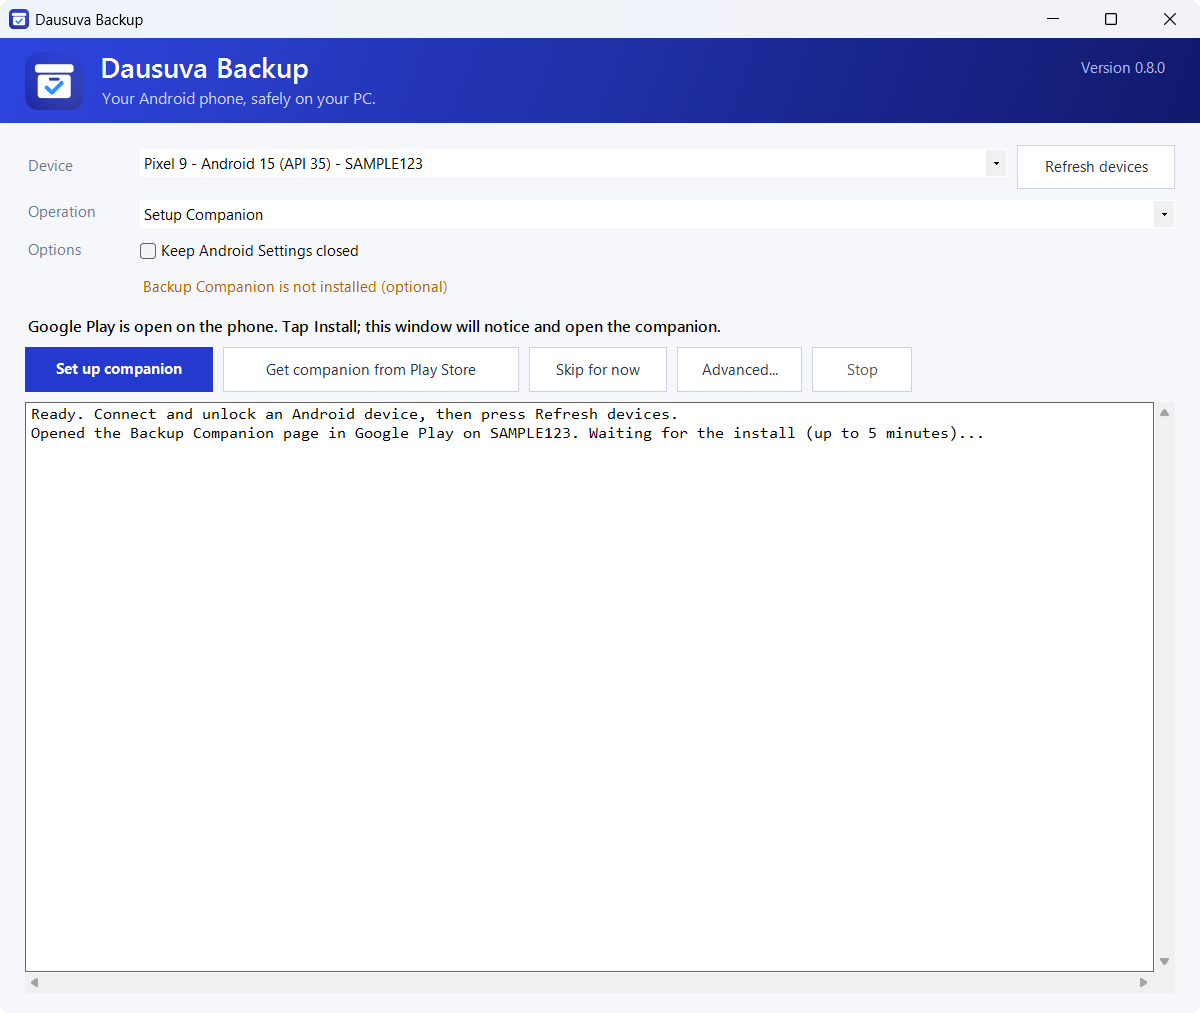 Dausuva Backup
Dausuva Backup
Your Android phone, safely on your PC.
Version 0.8.0
Device
Pixel 9 - Android 15 (API 35) - SAMPLE123
Refresh devices
Operation
Setup Companion
Options
Keep Android Settings closed
Backup Companion is not installed (optional)
Google Play is open on the phone. Tap Install; this window will notice and open the companion.
Set up companion
Get companion from Play Store
Skip for now
Advanced...
Stop
Ready. Connect and unlock an Android device, then press Refresh devices.
Opened the Backup Companion page in Google Play on SAMPLE123. Waiting for the install (up to 5 minutes)...